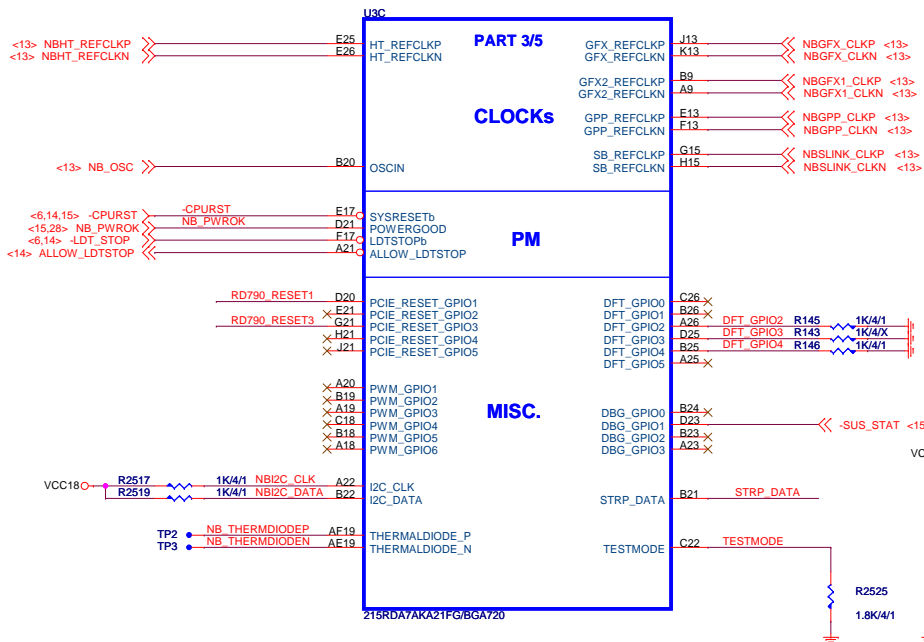 U3C
PART 3/5
CLOCKs
<13> NBHT_REFCLKP E25 HT_REFCLKP GFX_REFCLKP J13 NBGFX_CLKP <13>
<13> NBHT_REFCLKN E26 HT_REFCLKN GFX_REFCLKN K13 NBGFX_CLKN <13>
GFX2_REFCLKP B9 NBGFX1_CLKP <13>
GFX2_REFCLKN A9 NBGFX1_CLKN <13>
GPP_REFCLKP E13 NBGPP_CLKP <13>
GPP_REFCLKN F13 NBGPP_CLKN <13>
SB_REFCLKP G15 NBSLINK_CLKP <13>
<13> NB_OSC B20 OSCIN SB_REFCLKN H15 NBSLINK_CLKN <13>
<6,14,15> -CPURST -CPURST E17 SYSRESETb
<15,28> NB_PWROK NB_PWROK D21 POWERGOOD
<6,14> -LDT_STOP F17 LDTSTOPb
<14> ALLOW_LDTSTOP A21 ALLOW_LDTSTOP
PM
RD790_RESET1 D20 PCIE_RESET_GPIO1 DFT_GPIO0 C26
E21 PCIE_RESET_GPIO2 DFT_GPIO1 B26
RD790_RESET3 G21 PCIE_RESET_GPIO3 DFT_GPIO2 A26 DFT_GPIO2 R145 1K/4/1
H21 PCIE_RESET_GPIO4 DFT_GPIO3 D25 DFT_GPIO3 R143 1K/4/X
J21 PCIE_RESET_GPIO5 DFT_GPIO4 B25 DFT_GPIO4 R146 1K/4/1
DFT_GPIO5 A25
A20 PWM_GPIO1
B19 PWM_GPIO2
A19 PWM_GPIO3 DBG_GPIO0 B24
C18 PWM_GPIO4 DBG_GPIO1 D23 -SUS_STAT <15
B18 PWM_GPIO5 DBG_GPIO2 B23
A18 PWM_GPIO6 DBG_GPIO3 A23
MISC.
VC
VCC18 R2517 1K/4/1 NBI2C_CLK A22 I2C_CLK
R2519 1K/4/1 NBI2C_DATA B22 I2C_DATA STRP_DATA B21 STRP_DATA
TP2 NB_THERMDIODEP AF19 THERMALDIODE_P
TP3 NB_THERMDIODEN AE19 THERMALDIODE_N TESTMODE C22 TESTMODE
R2525
1.8K/4/1
215RDA7AKA21FG/BGA720